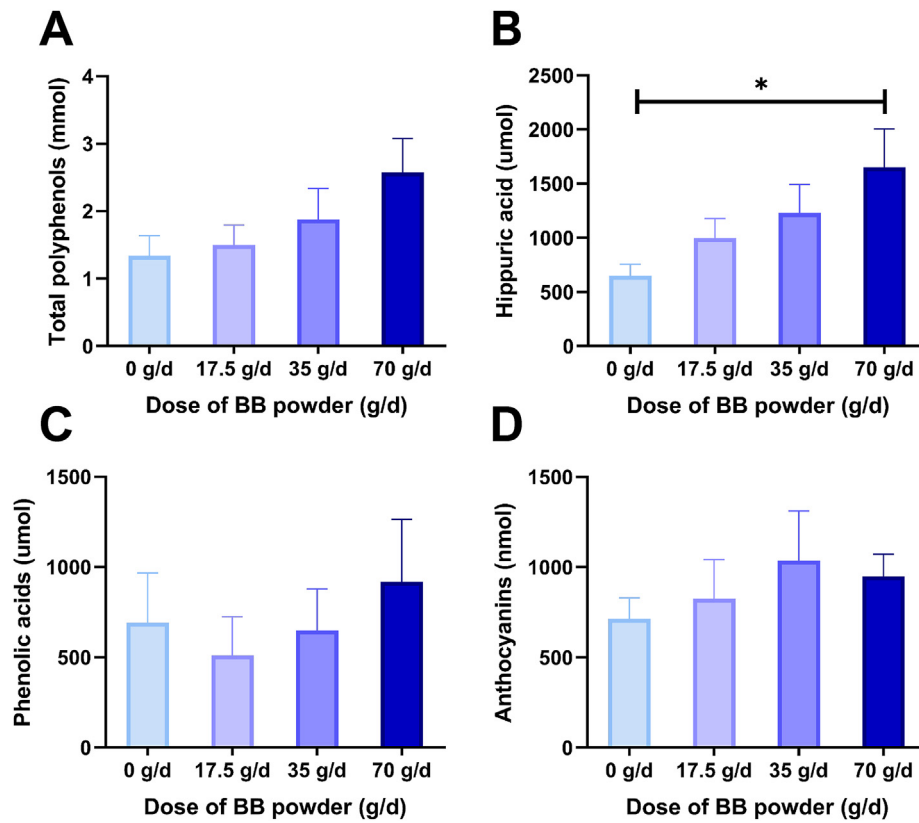 A
Total polyphenols (mmol)
4
3
2
1
0
0 g/d 17.5 g/d 35 g/d 70 g/d
Dose of BB powder (g/d)
B
Hippuric acid (umol)
2500
2000
1500
1000
500
0
*
0 g/d 17.5 g/d 35 g/d 70 g/d
Dose of BB powder (g/d)
C
Phenolic acids (umol)
1500
1000
500
0
0 g/d 17.5 g/d 35 g/d 70 g/d
Dose of BB powder (g/d)
D
Anthocyanins (nmol)
1500
1000
500
0
0 g/d 17.5 g/d 35 g/d 70 g/d
Dose of BB powder (g/d)